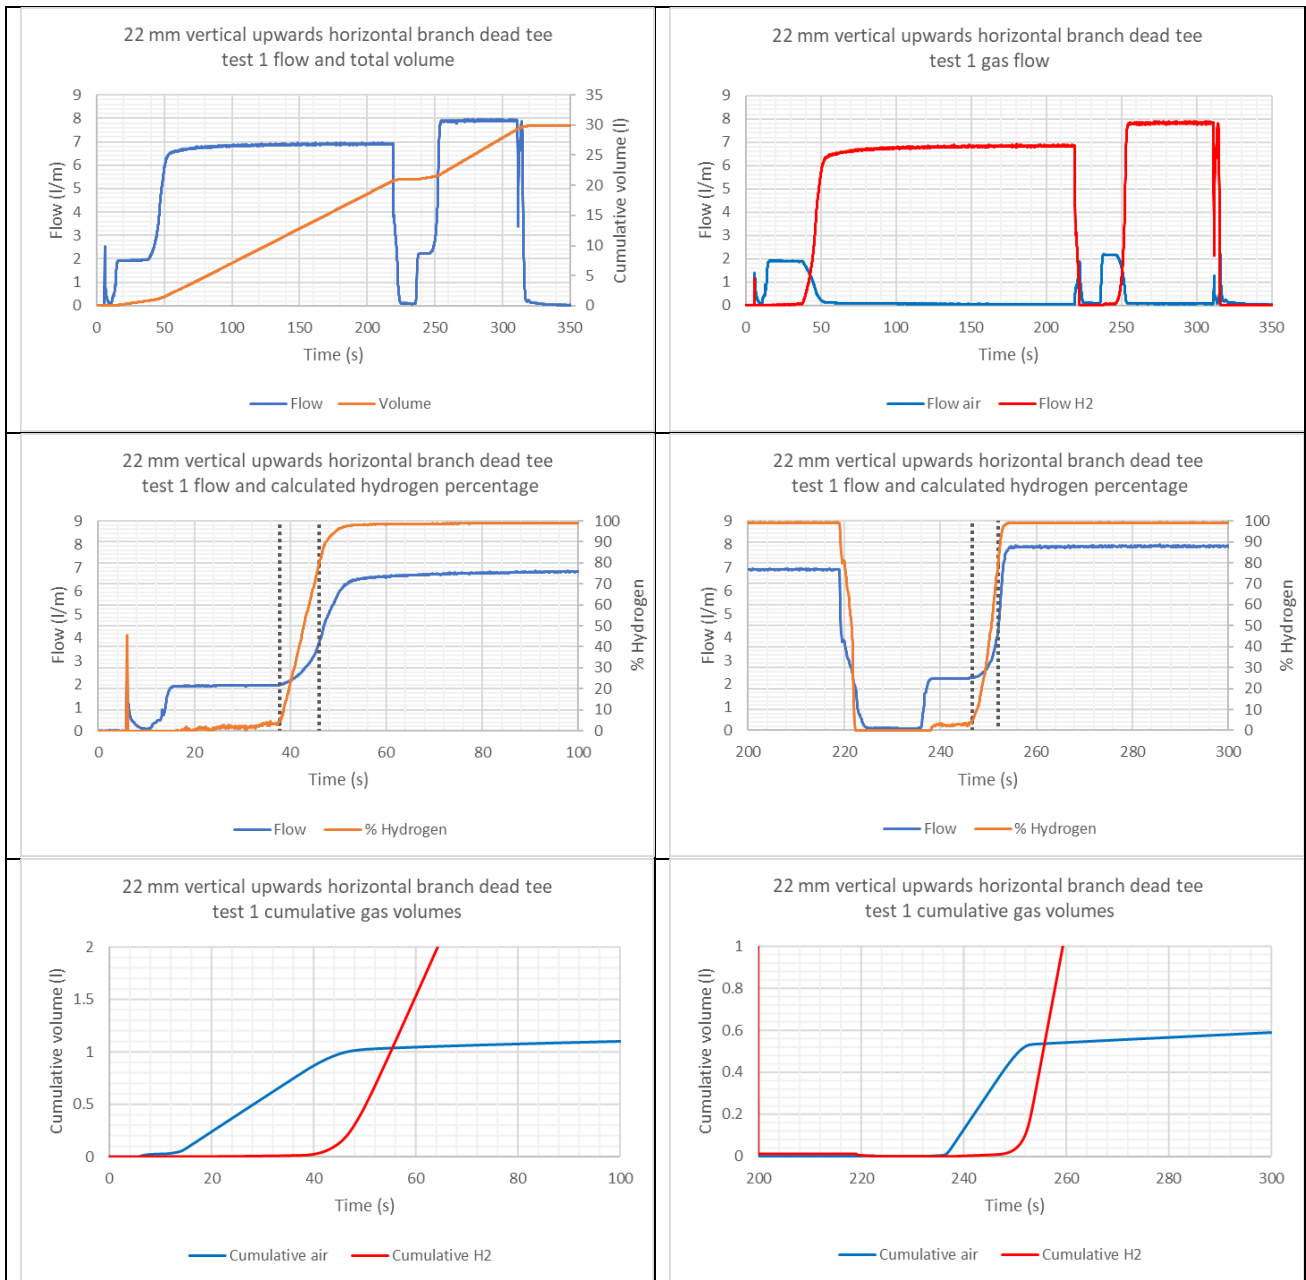 22 mm vertical upwards horizontal branch dead tee
test 1 flow and total volume
9
8
7
6
5
4
3
2
1
0
Flow (l/m)
35
30
25
20
15
10
5
0
Cumulative volume (l)
0 50 100 150 200 250 300 350
Time (s)
Flow Volume
22 mm vertical upwards horizontal branch dead tee
test 1 gas flow
9
8
7
6
5
4
3
2
1
0
Flow (l/m)
0 50 100 150 200 250 300 350
Time (s)
Flow air Flow H2
22 mm vertical upwards horizontal branch dead tee
test 1 flow and calculated hydrogen percentage
9
8
7
6
5
4
3
2
1
0
Flow (l/m)
100
90
80
70
60
50
40
30
20
10
0
% Hydrogen
0 20 40 60 80 100
Time (s)
Flow % Hydrogen
22 mm vertical upwards horizontal branch dead tee
test 1 flow and calculated hydrogen percentage
9
8
7
6
5
4
3
2
1
0
Flow (l/m)
100
90
80
70
60
50
40
30
20
10
0
% Hydrogen
200 220 240 260 280 300
Time (s)
Flow % Hydrogen
22 mm vertical upwards horizontal branch dead tee
test 1 cumulative gas volumes
2
1.5
1
0.5
0
Cumulative volume (l)
0 20 40 60 80 100
Time (s)
Cumulative air Cumulative H2
22 mm vertical upwards horizontal branch dead tee
test 1 cumulative gas volumes
1
0.8
0.6
0.4
0.2
0
Cumulative volume (l)
200 220 240 260 280 300
Time (s)
Cumulative air Cumulative H2